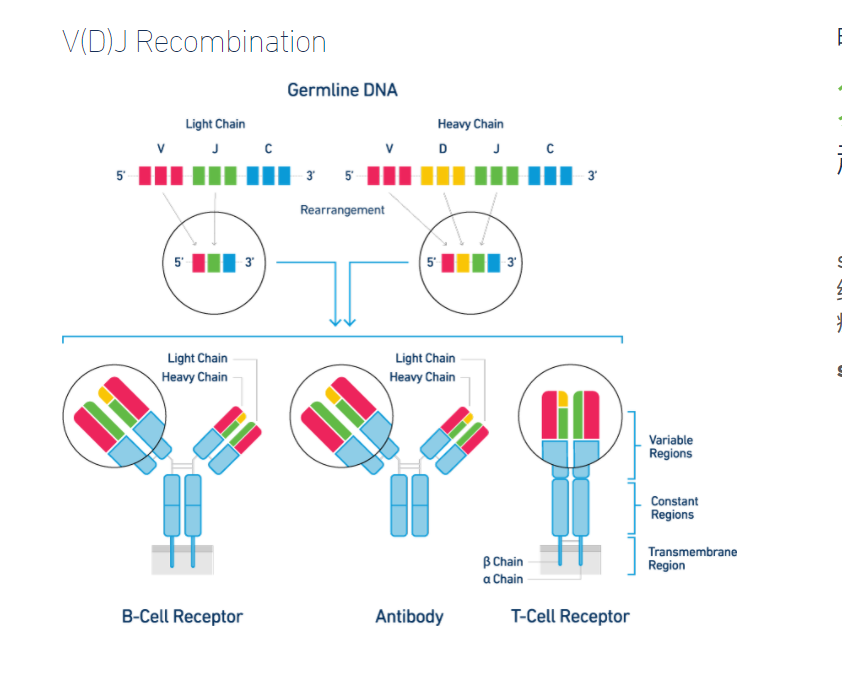 V(D)J Recombination
Germline DNA
Light Chain
Heavy Chain
V J C
V D J C
5' 3' 5' 3'
Rearrangement
5' 3'
5' 3'
Light Chain
Heavy Chain
Light Chain
Heavy Chain
Variable
Regions
Constant
Regions
Transmembrane
Region
β Chain
α Chain
B-Cell Receptor
Antibody
T-Cell Receptor